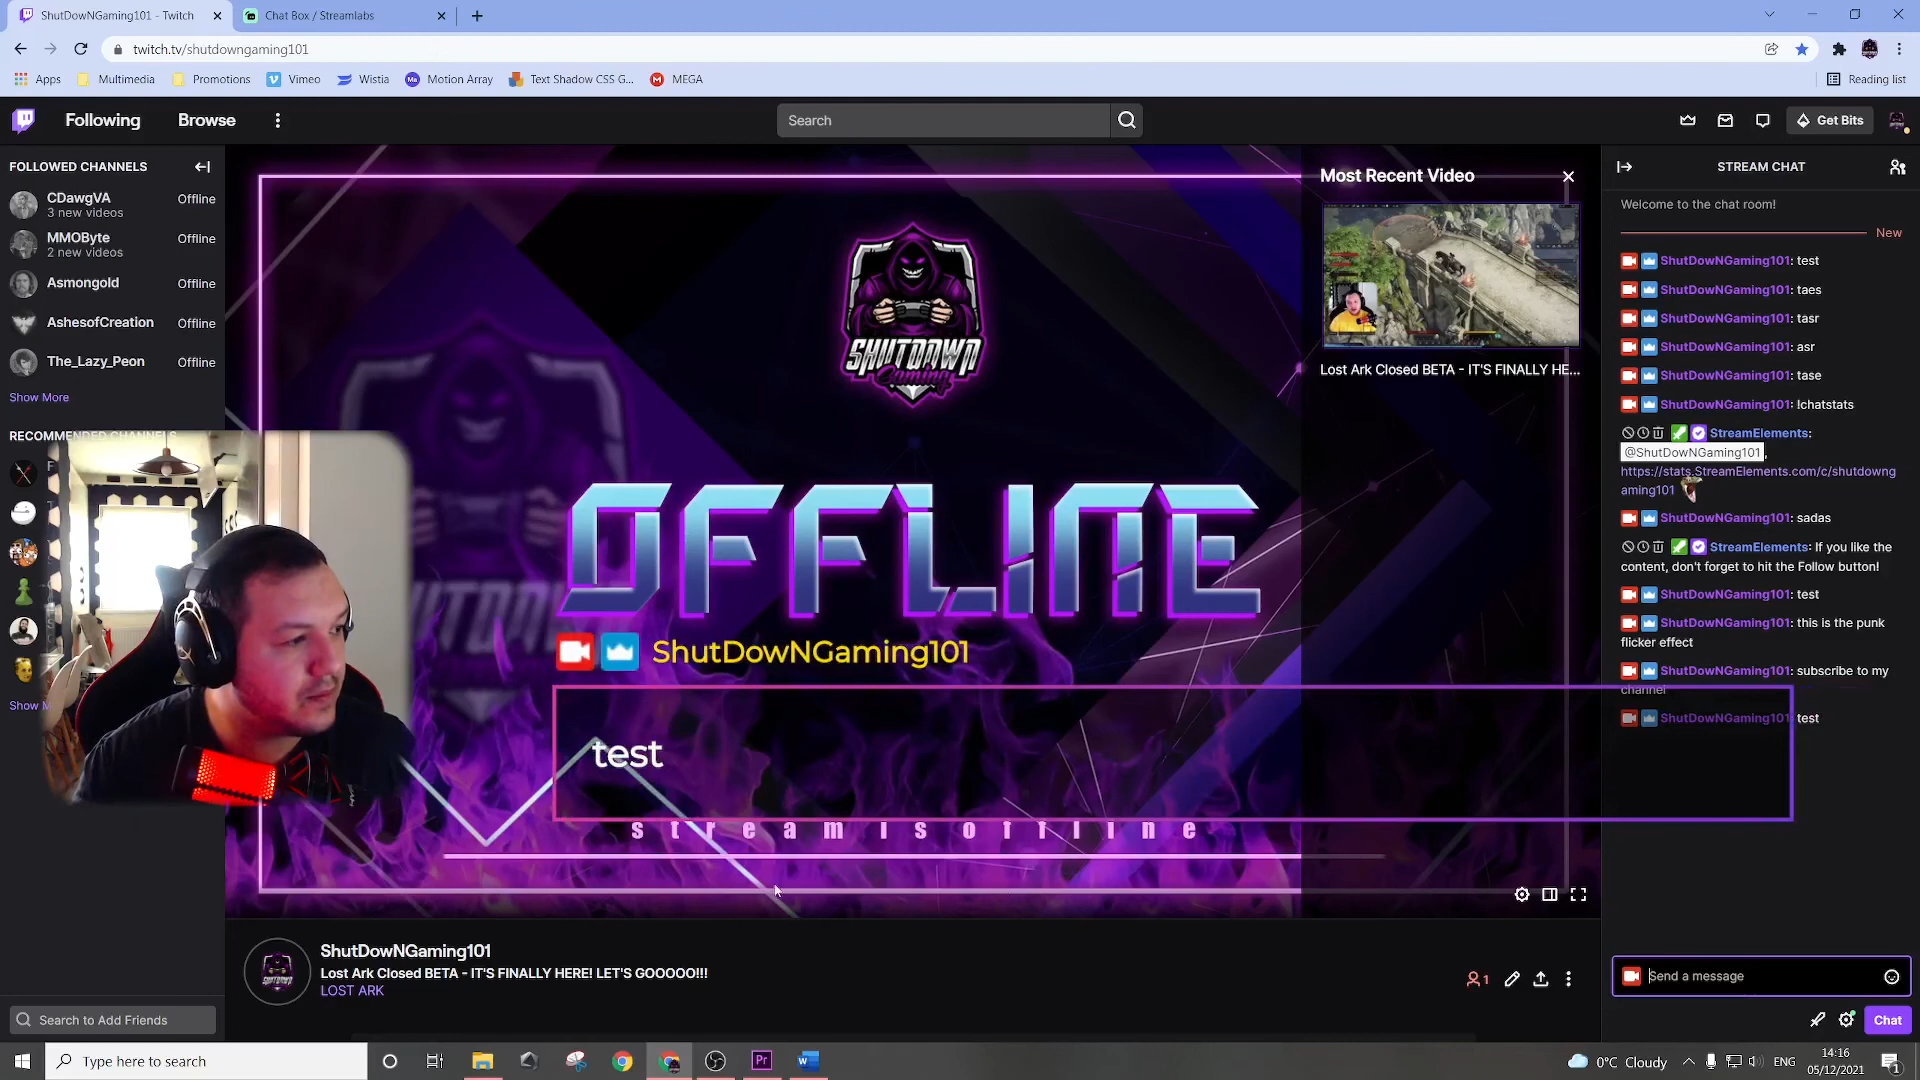 ShutDowNGaming101 - Twitch
Chat Box / Streamlabs
twitch.tv/shutdowngaming101
Apps
Multimedia
Promotions
Vimeo
Wistia
Motion Array
Text Shadow CSS G...
MEGA
Reading list
Following
Browse
Search
Get Bits
FOLLOWED CHANNELS
CDawgVA
Offline
3 new videos
MMOByte
Offline
2 new videos
Asmongold
Offline
AshesofCreation
Offline
The_Lazy_Peon
Offline
Show More
RECOMMENDED CHANNELS
Show M
Search to Add Friends
SHUTDOWN
Gaming
OFFLINE
ShutDowNGaming101
test
stream is offline
Most Recent Video
Lost Ark Closed BETA - IT'S FINALLY HE...
ShutDowNGaming101
Lost Ark Closed BETA - IT'S FINALLY HERE! LET'S GOOOOO!!!
LOST ARK
1
STREAM CHAT
Welcome to the chat room!
New
ShutDowNGaming101: test
ShutDowNGaming101: taes
ShutDowNGaming101: tasr
ShutDowNGaming101: asr
ShutDowNGaming101: tase
ShutDowNGaming101: !chatstats
StreamElements:
@ShutDowNGaming101,
https://stats.StreamElements.com/c/shutdowng
aming101
ShutDowNGaming101: sadas
StreamElements: If you like the
content, don't forget to hit the Follow button!
ShutDowNGaming101: test
ShutDowNGaming101: this is the punk
flicker effect
ShutDowNGaming101: subscribe to my
channel
ShutDowNGaming101: test
Send a message
Chat
Type here to search
Pr
W
0°C Cloudy
ENG
14:16
05/12/2021
1